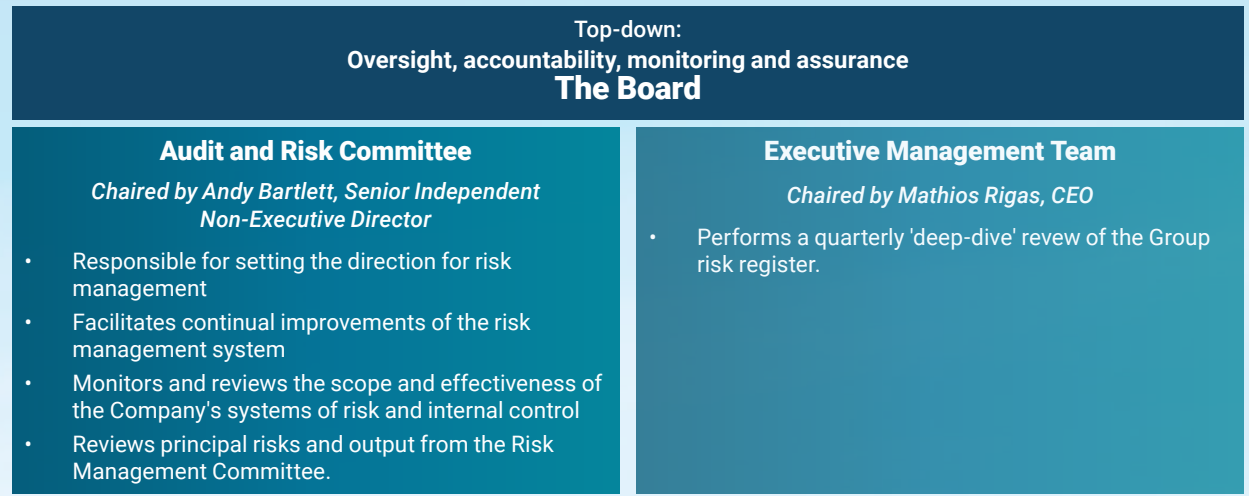 Top-down:
Oversight, accountability, monitoring and assurance
The Board
Audit and Risk Committee
Chaired by Andy Bartlett, Senior Independent
Non-Executive Director
• Responsible for setting the direction for risk
management
• Facilitates continual improvements of the risk
management system
• Monitors and reviews the scope and effectiveness of
the Company's systems of risk and internal control
• Reviews principal risks and output from the Risk
Management Committee.
Executive Management Team
Chaired by Mathios Rigas, CEO
• Performs a quarterly 'deep-dive' revew of the Group
risk register.